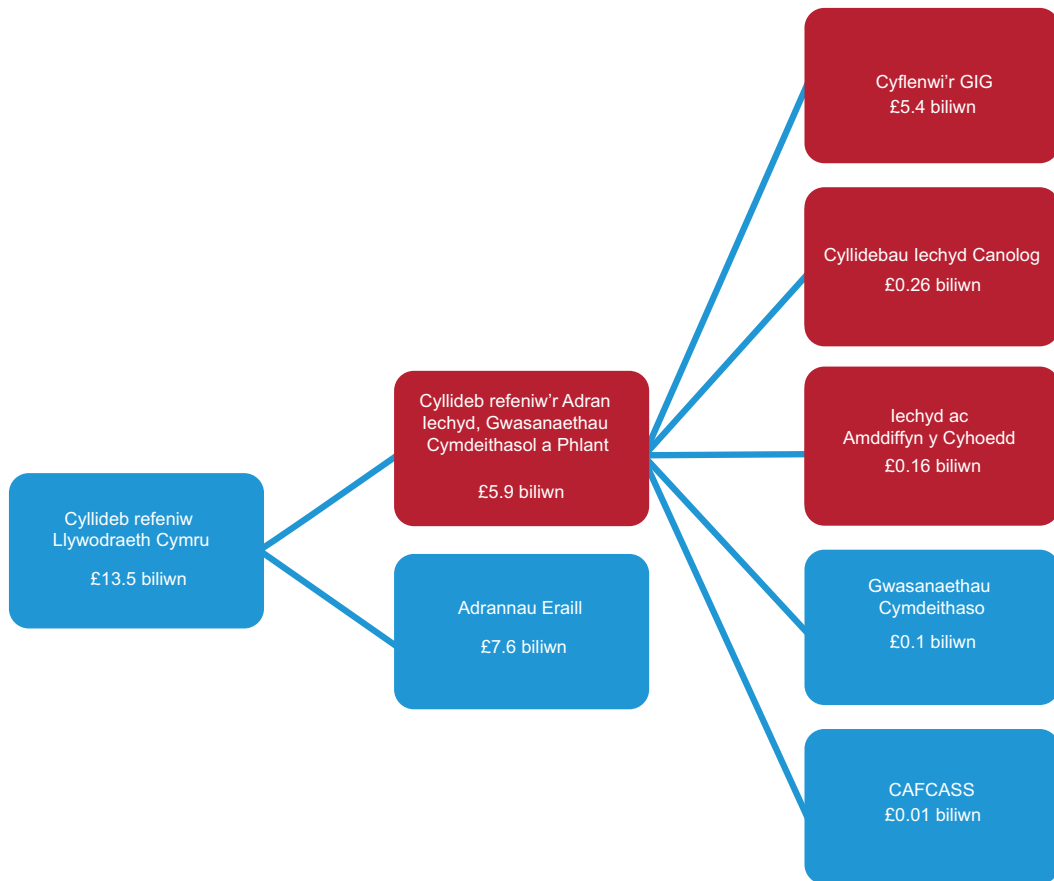 Cyllideb refeniw
Llywodraeth Cymru
£13.5 biliwn
Cyllideb refeniw’r Adran
Iechyd, Gwasanaethau
Cymdeithasol a Phlant
£5.9 biliwn
Adrannau Eraill
£7.6 biliwn
Cyflenwi’r GIG
£5.4 biliwn
Cyllidebau Iechyd Canolog
£0.26 biliwn
Iechyd ac
Amddiffyn y Cyhoedd
£0.16 biliwn
Gwasanaethau
Cymdeithaso
£0.1 biliwn
CAFCASS
£0.01 biliwn